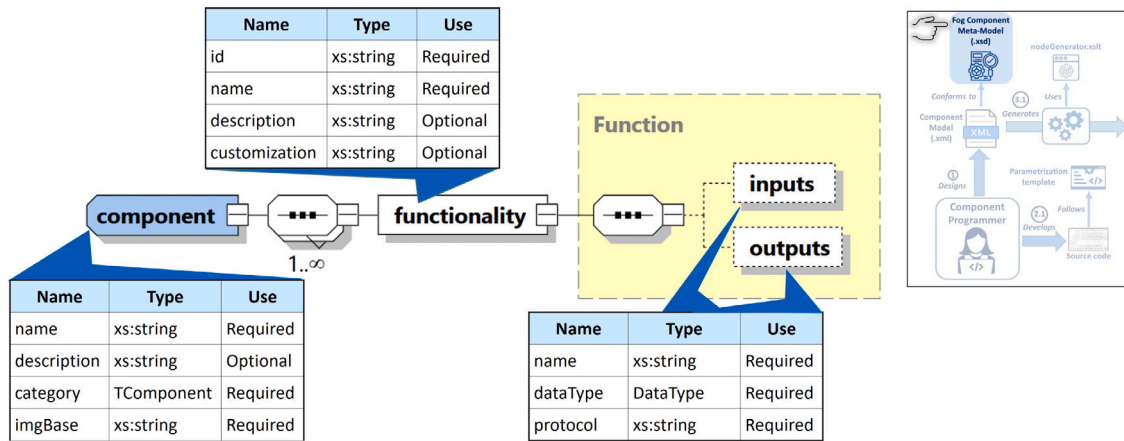 Name Type Use
id xs:string Required
name xs:string Required
description xs:string Optional
customization xs:string Optional
Function
component
functionality
inputs
outputs
1..∞
Name Type Use
name xs:string Required
description xs:string Optional
category TComponent Required
imgBase xs:string Required
Name Type Use
name xs:string Required
dataType DataType Required
protocol xs:string Required
Fog Component
Meta-Model
(.xsd)
nodeGenerator.xslt
Conforms to
3.1
Generates
Uses
Component
Model
(.xml)
XML
1
Designs
Parametrization
template
Component
Programmer
2.1
Develops
Follows
Source code